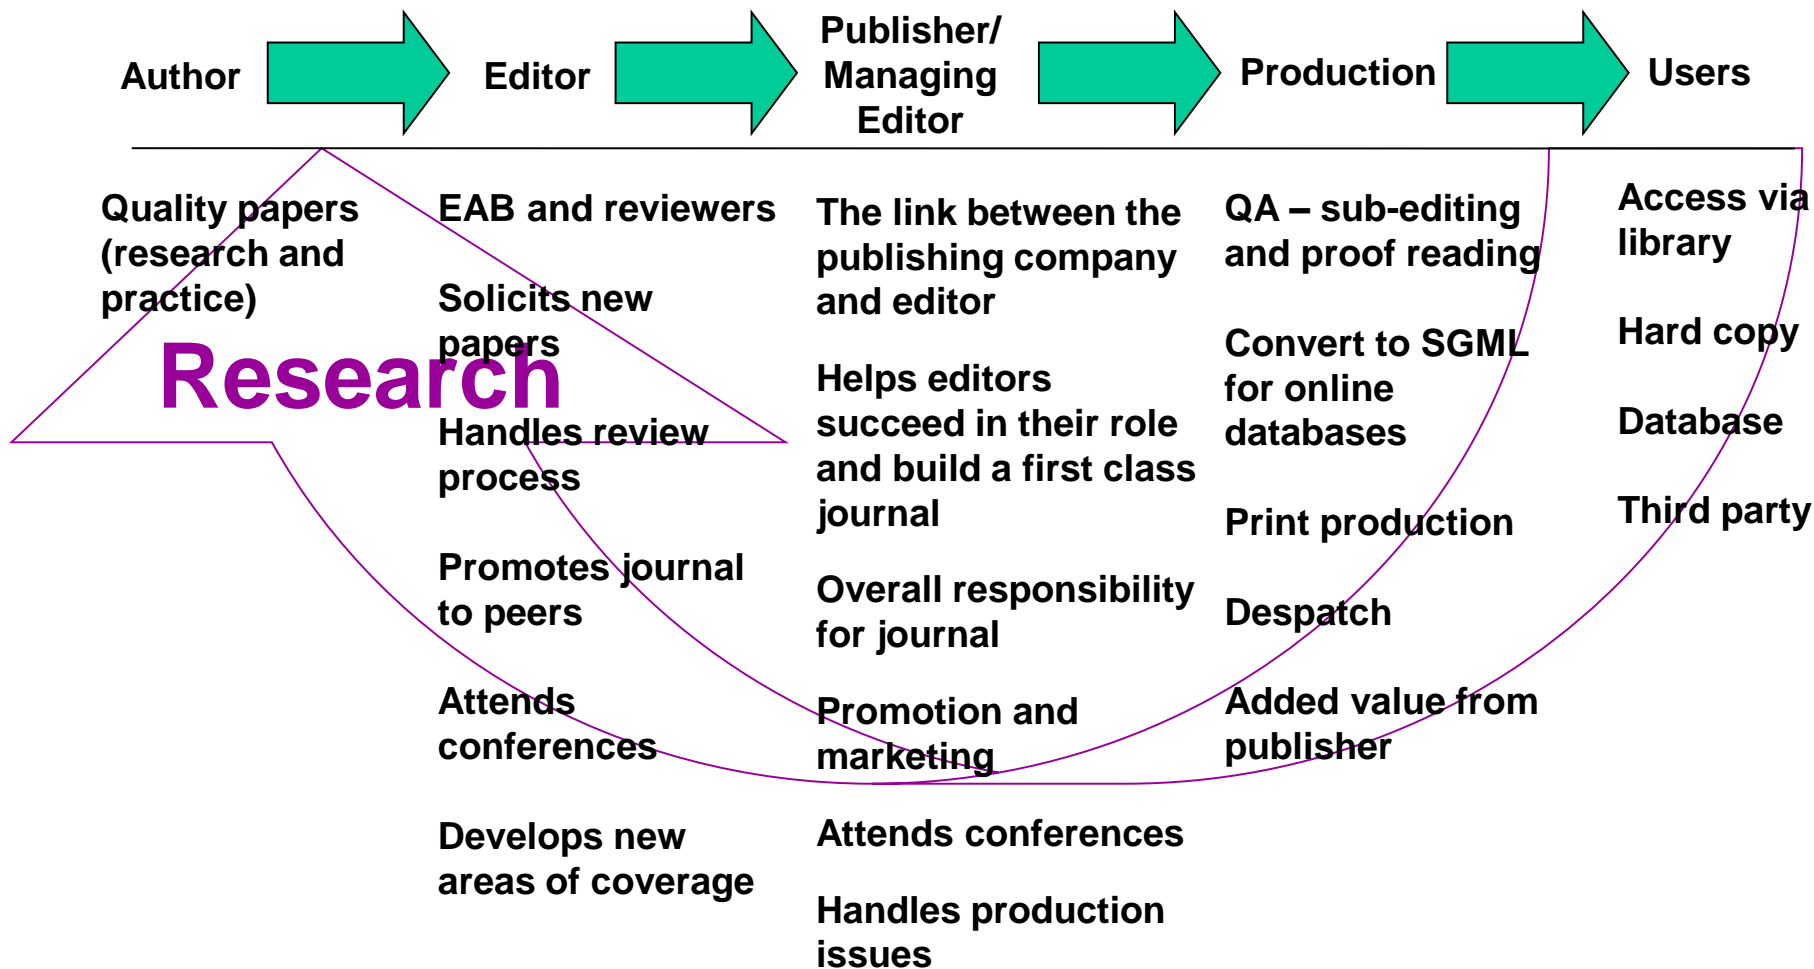 Author
Editor
Publisher/
Managing
Editor
Production
Users
Quality papers
(research and
practice)
Research
EAB and reviewers
Solicits new
papers
Handles review
process
Promotes journal
to peers
Attends
conferences
Develops new
areas of coverage
The link between the
publishing company
and editor
Helps editors
succeed in their role
and build a first class
journal
Overall responsibility
for journal
Promotion and
marketing
Attends conferences
Handles production
issues
QA – sub-editing
and proof reading
Convert to SGML
for online
databases
Print production
Despatch
Added value from
publisher
Access via
library
Hard copy
Database
Third party